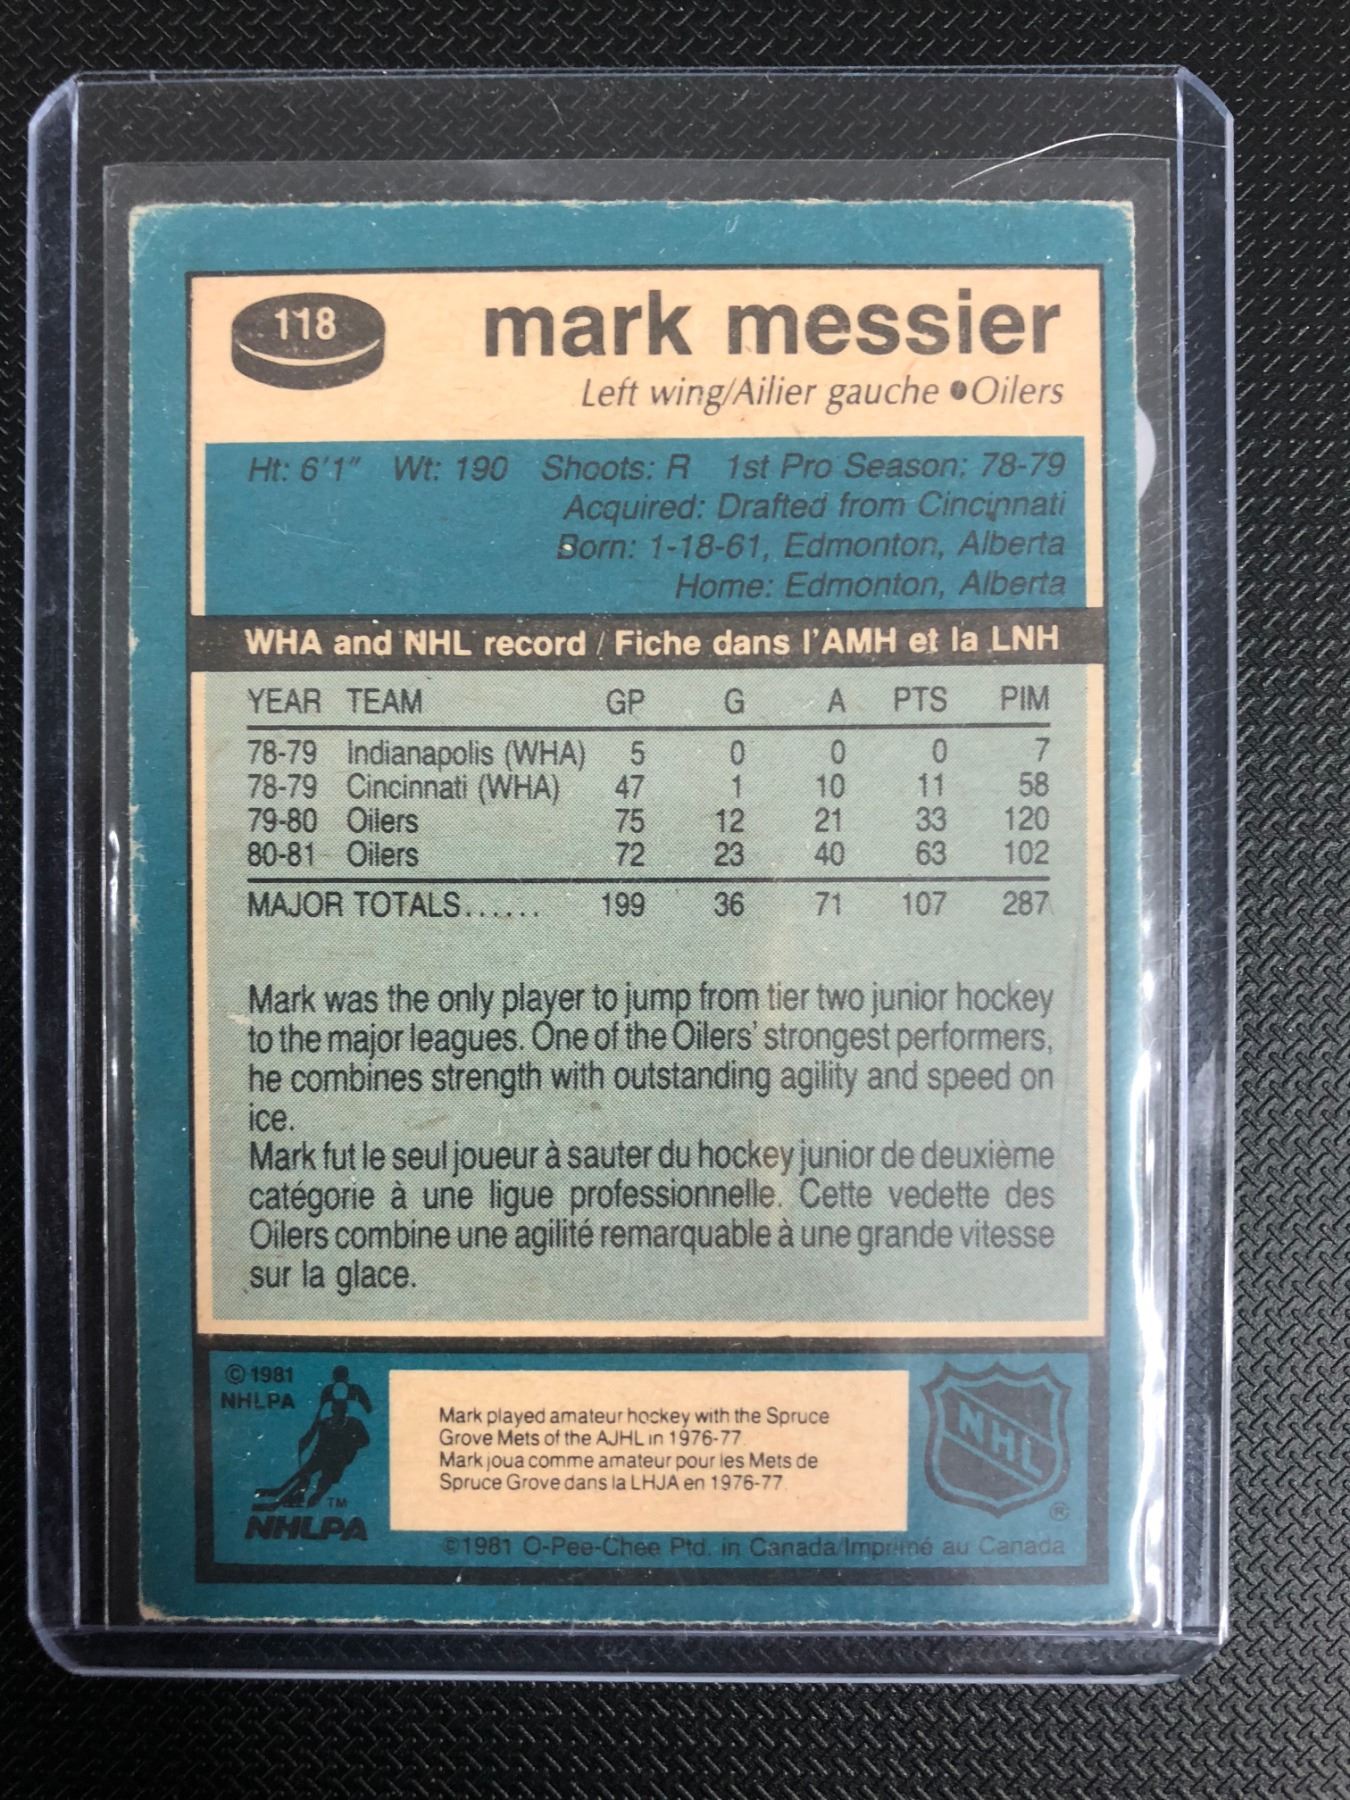 118
mark messier
Left wing/Ailier gauche ● Oilers
Ht: 6'1" Wt: 190 Shoots: R 1st Pro Season: 78-79
Acquired: Drafted from Cincinnati
Born: 1-18-61, Edmonton, Alberta
Home: Edmonton, Alberta
WHA and NHL record / Fiche dans l'AMH et la LNH
YEAR TEAM GP G A PTS PIM
78-79 Indianapolis (WHA) 5 0 0 0 7
78-79 Cincinnati (WHA) 47 1 10 11 58
79-80 Oilers 75 12 21 33 120
80-81 Oilers 72 23 40 63 102
MAJOR TOTALS...... 199 36 71 107 287
Mark was the only player to jump from tier two junior hockey
to the major leagues. One of the Oilers' strongest performers,
he combines strength with outstanding agility and speed on
ice.
Mark fut le seul joueur à sauter du hockey junior de deuxième
catégorie à une ligue professionnelle. Cette vedette des
Oilers combine une agilité remarquable à une grande vitesse
sur la glace.
© 1981
NHLPA
TM
NHLPA
Mark played amateur hockey with the Spruce
Grove Mets of the AJHL in 1976-77.
Mark joua comme amateur pour les Mets de
Spruce Grove dans la LHJA en 1976-77.
NHL
®
©1981 O-Pee-Chee Ptd. in Canada/Imprimé au Canada